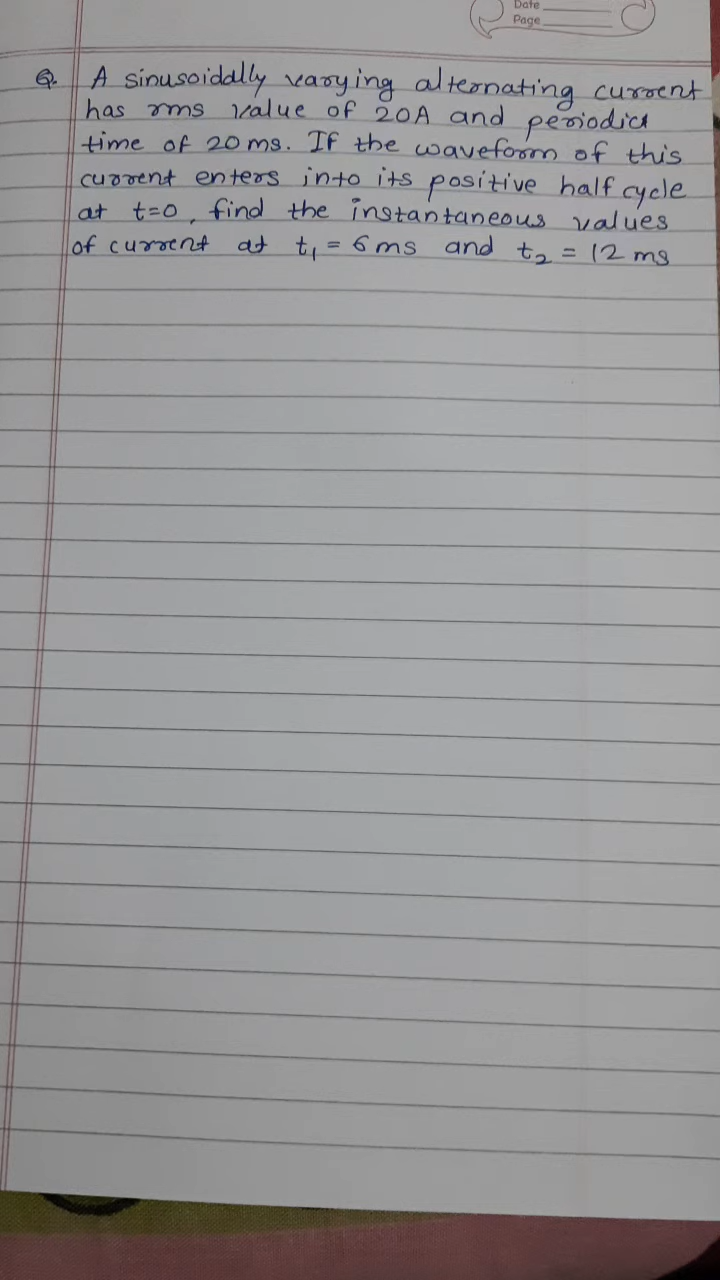 Date
Page
Q. A sinusoidally varying alternating current
has rms value of 20A and periodic
time of 20 ms. If the waveform of this
current enters into its positive half cycle
at t=0, find the instantaneous values
of current at t₁ = 6 ms and t₂ = 12 ms